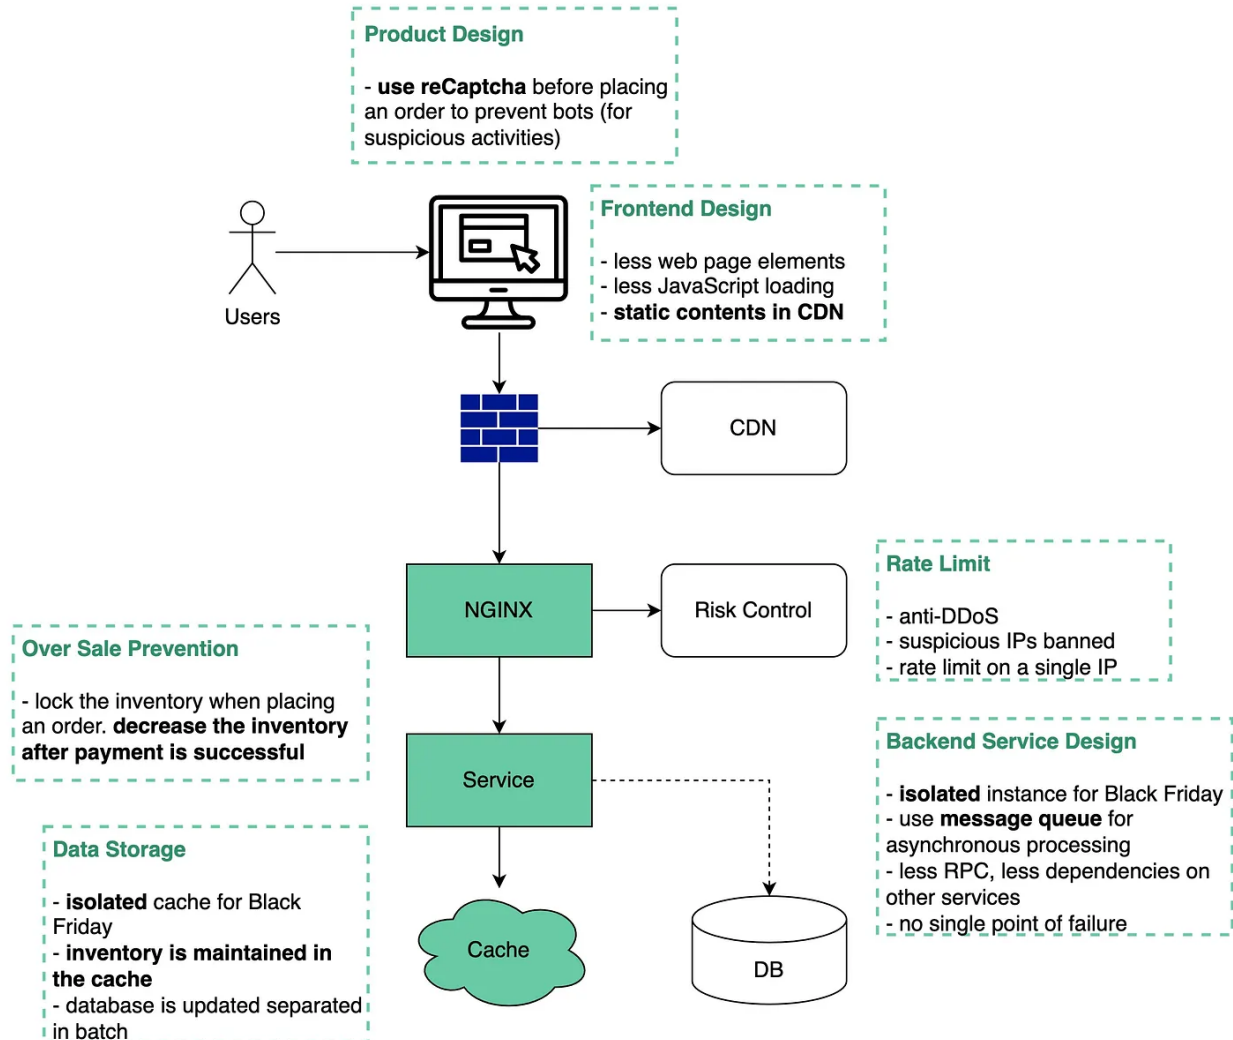 Product Design
- use reCaptcha before placing
an order to prevent bots (for
suspicious activities)
Users
Frontend Design
- less web page elements
- less JavaScript loading
- static contents in CDN
CDN
NGINX
Risk Control
Rate Limit
- anti-DDoS
- suspicious IPs banned
- rate limit on a single IP
Over Sale Prevention
- lock the inventory when placing
an order. decrease the inventory
after payment is successful
Service
Backend Service Design
- isolated instance for Black Friday
- use message queue for
asynchronous processing
- less RPC, less dependencies on
other services
- no single point of failure
Data Storage
- isolated cache for Black
Friday
- inventory is maintained in
the cache
- database is updated separated
in batch
Cache
DB